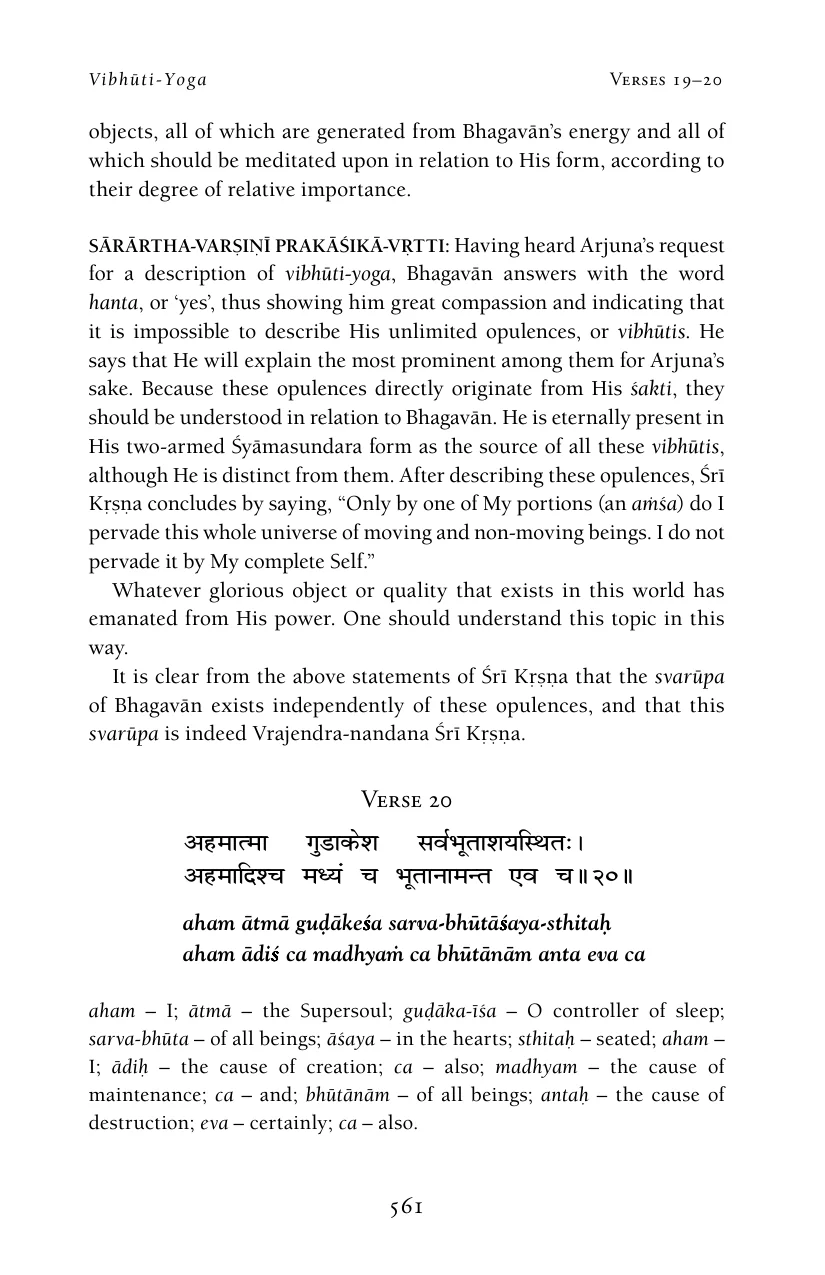 Vibhūti-Yoga
Verses 19–20
objects, all of which are generated from Bhagavān’s energy and all of
which should be meditated upon in relation to His form, according to
their degree of relative importance.
SĀRĀRTHA-VARṢIṆĪ PRAKĀŚIKĀ-VṚTTI: Having heard Arjuna’s request
for a description of vibhūti-yoga, Bhagavān answers with the word
hanta, or ‘yes’, thus showing him great compassion and indicating that
it is impossible to describe His unlimited opulences, or vibhūtis. He
says that He will explain the most prominent among them for Arjuna’s
sake. Because these opulences directly originate from His śakti, they
should be understood in relation to Bhagavān. He is eternally present in
His two-armed Śyāmasundara form as the source of all these vibhūtis,
although He is distinct from them. After describing these opulences, Śrī
Kṛṣṇa concludes by saying, “Only by one of My portions (an aṁśa) do I
pervade this whole universe of moving and non-moving beings. I do not
pervade it by My complete Self.”
Whatever glorious object or quality that exists in this world has
emanated from His power. One should understand this topic in this
way.
It is clear from the above statements of Śrī Kṛṣṇa that the svarūpa
of Bhagavān exists independently of these opulences, and that this
svarūpa is indeed Vrajendra-nandana Śrī Kṛṣṇa.
Verse 20
अहमात्मा गुडाकेश सर्वभूताशयस्थितः।
अहमादिश्च मध्यं च भूतानामन्त एव च॥२०॥
aham ātmā guḍākeśa sarva-bhūtāśaya-sthitaḥ
aham ādiś ca madhyaṁ ca bhūtānām anta eva ca
aham – I; ātmā – the Supersoul; guḍāka-īśa – O controller of sleep;
sarva-bhūta – of all beings; āśaya – in the hearts; sthitaḥ – seated; aham –
I; ādiḥ – the cause of creation; ca – also; madhyam – the cause of
maintenance; ca – and; bhūtānām – of all beings; antaḥ – the cause of
destruction; eva – certainly; ca – also.
561